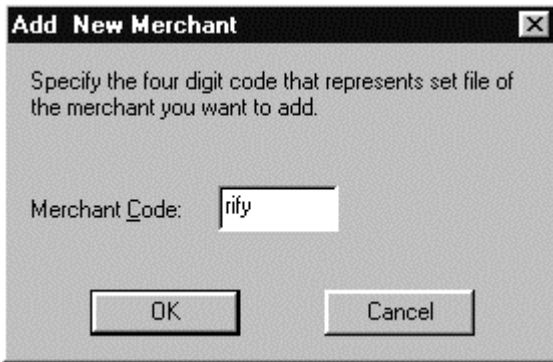 Add New Merchant
Specify the four digit code that represents set file of
the merchant you want to add.
Merchant Code: rify
OK Cancel